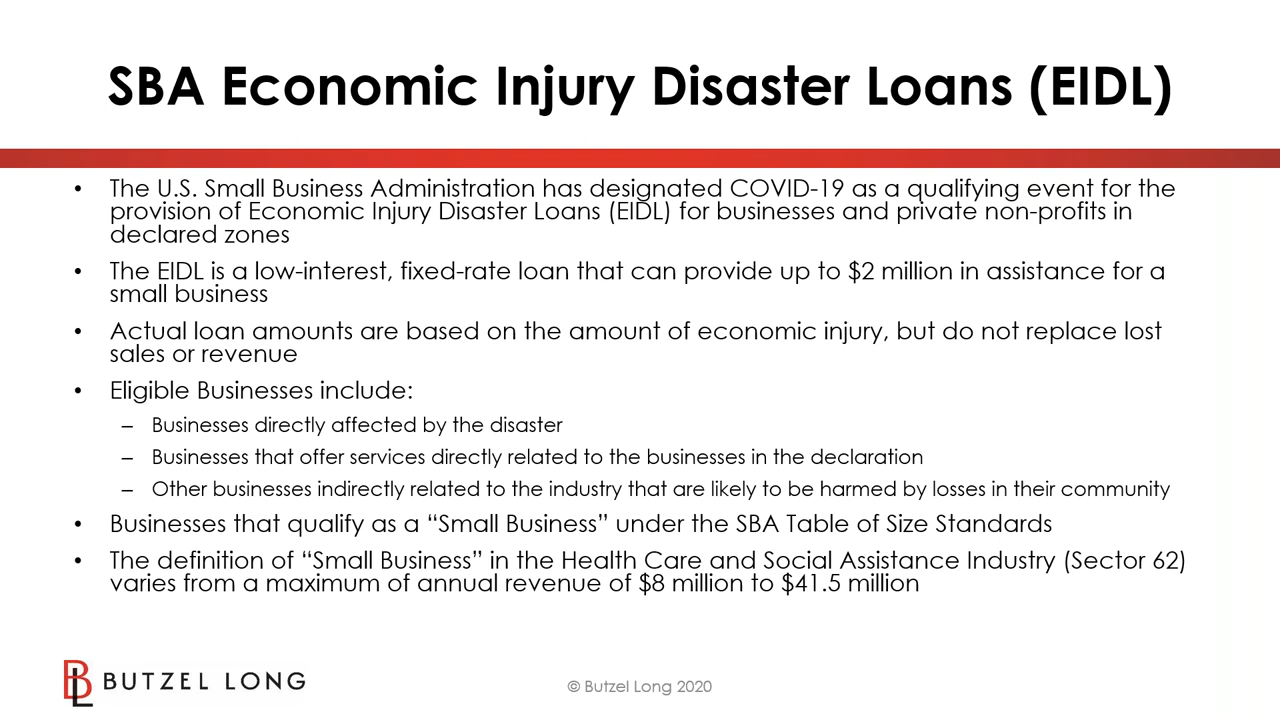 SBA Economic Injury Disaster Loans (EIDL)
• The U.S. Small Business Administration has designated COVID-19 as a qualifying event for the
provision of Economic Injury Disaster Loans (EIDL) for businesses and private non-profits in
declared zones
• The EIDL is a low-interest, fixed-rate loan that can provide up to $2 million in assistance for a
small business
• Actual loan amounts are based on the amount of economic injury, but do not replace lost
sales or revenue
• Eligible Businesses include:
– Businesses directly affected by the disaster
– Businesses that offer services directly related to the businesses in the declaration
– Other businesses indirectly related to the industry that are likely to be harmed by losses in their community
• Businesses that qualify as a “Small Business” under the SBA Table of Size Standards
• The definition of “Small Business” in the Health Care and Social Assistance Industry (Sector 62)
varies from a maximum of annual revenue of $8 million to $41.5 million
BL BUTZEL LONG
© Butzel Long 2020